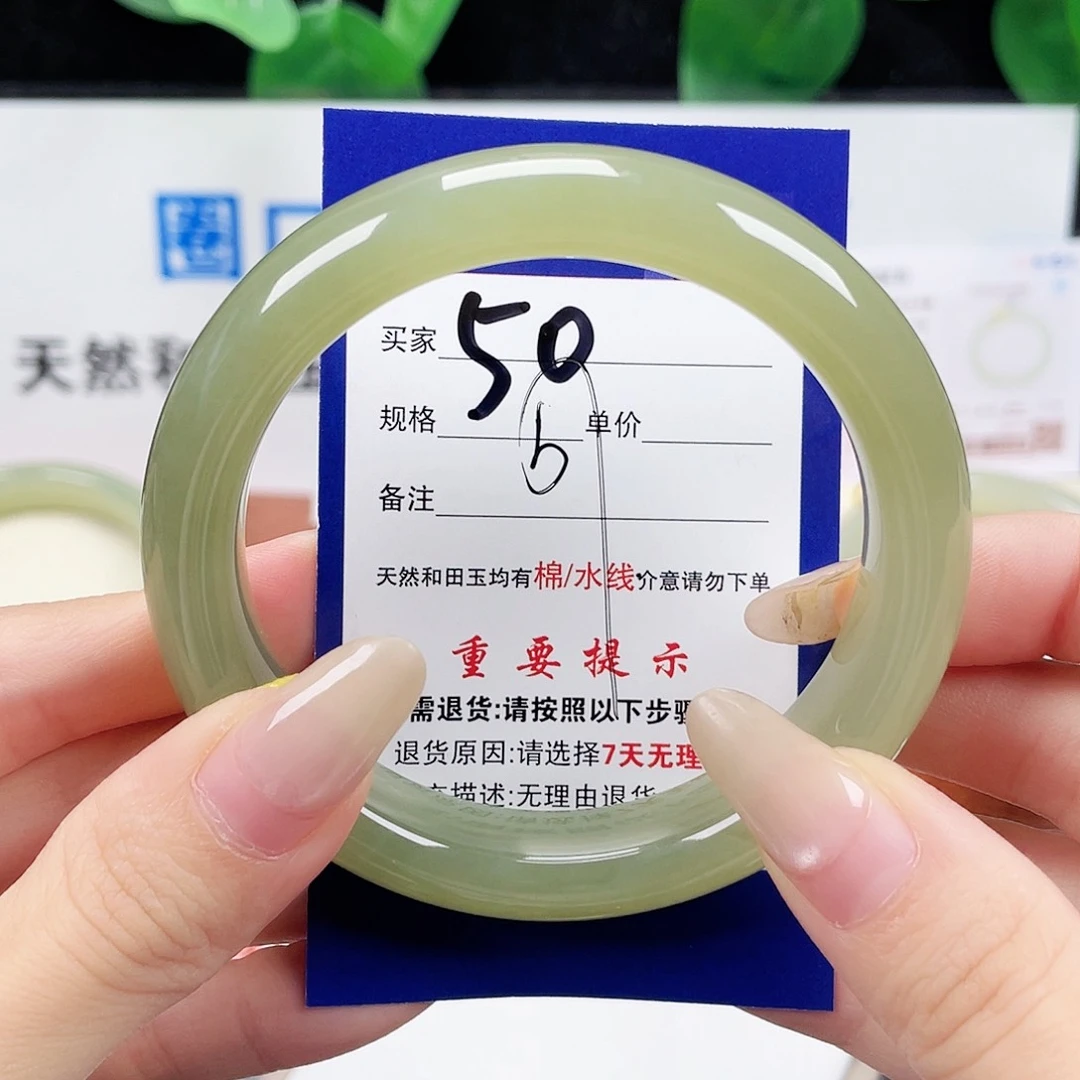 天然和
买家 50
规格 6 单价
备注
天然和田玉均有棉/水线介意请勿下单
重要提示
需退货:请按照以下步骤
退货原因:请选择7天无理
描述:无理由退货